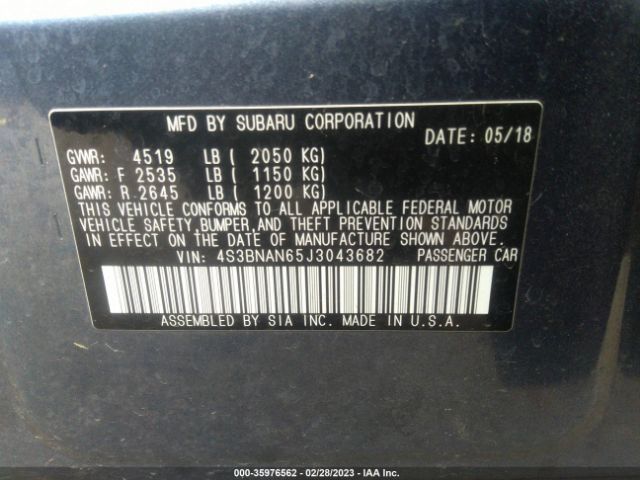 MFD BY SUBARU CORPORATION
DATE: 05/18
GVWR: 4519 LB ( 2050 KG)
GAWR: F 2535 LB ( 1150 KG)
GAWR: R 2645 LB ( 1200 KG)
THIS VEHICLE CONFORMS TO ALL APPLICABLE FEDERAL MOTOR
VEHICLE SAFETY,BUMPER,AND THEFT PREVENTION STANDARDS
IN EFFECT ON THE DATE OF MANUFACTURE SHOWN ABOVE.
VIN: 4S3BNAN65J3043682 PASSENGER CAR
ASSEMBLED BY SIA INC. MADE IN U.S.A.
© - 35976562 - 02/28/2023 - IAA Inc.